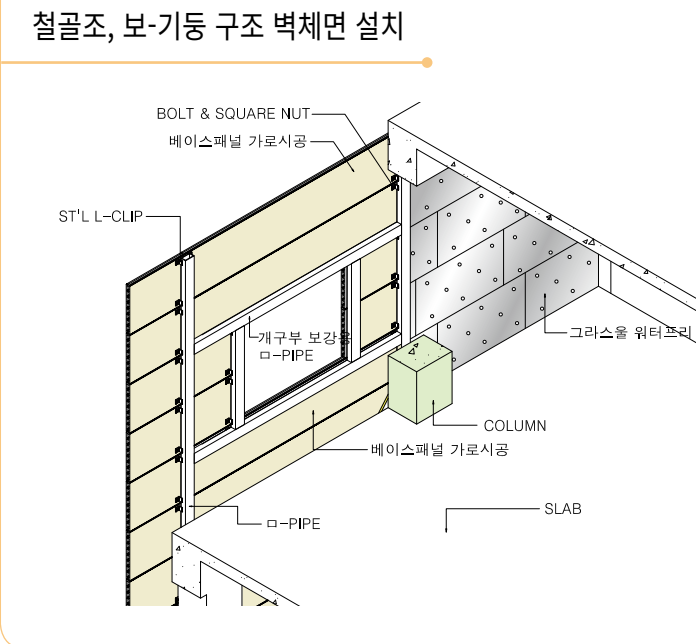 철골조, 보-기둥 구조 벽체면 설치
BOLT & SQUARE NUT
베이스패널 가로시공
ST'L L-CLIP
개구부 보강용
ㅁ-PIPE
그라스울 워터프리
COLUMN
베이스패널 가로시공
SLAB
ㅁ-PIPE